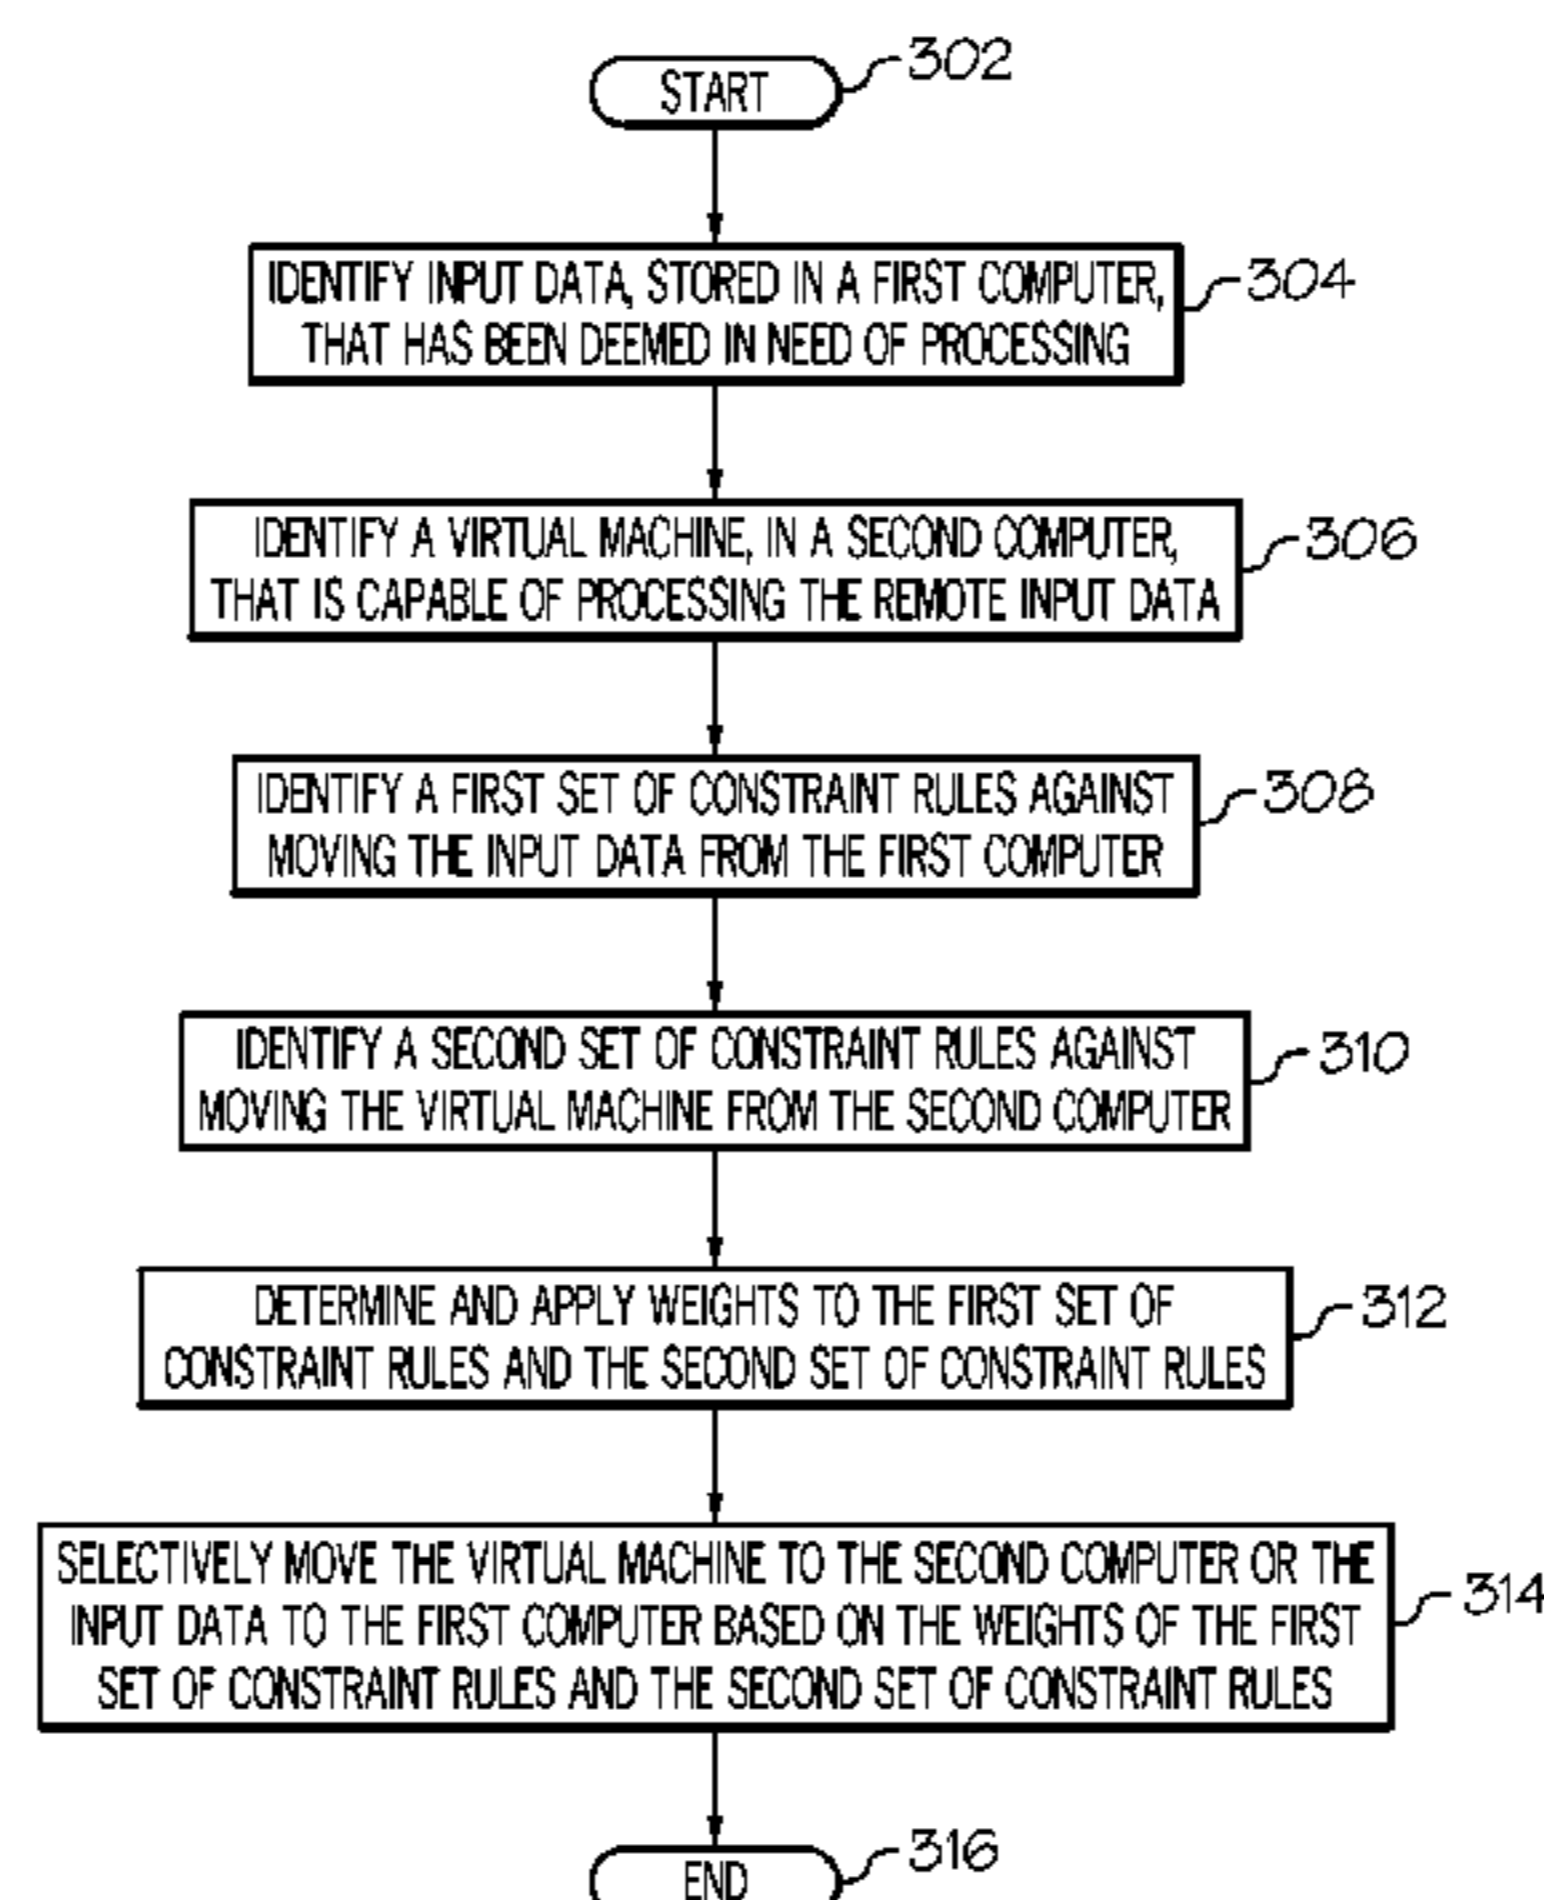 START
302
IDENTIFY INPUT DATA, STORED IN A FIRST COMPUTER,
THAT HAS BEEN DEEMED IN NEED OF PROCESSING
304
IDENTIFY A VIRTUAL MACHINE, IN A SECOND COMPUTER,
THAT IS CAPABLE OF PROCESSING THE REMOTE INPUT DATA
306
IDENTIFY A FIRST SET OF CONSTRAINT RULES AGAINST
MOVING THE INPUT DATA FROM THE FIRST COMPUTER
308
IDENTIFY A SECOND SET OF CONSTRAINT RULES AGAINST
MOVING THE VIRTUAL MACHINE FROM THE SECOND COMPUTER
310
DETERMINE AND APPLY WEIGHTS TO THE FIRST SET OF
CONSTRAINT RULES AND THE SECOND SET OF CONSTRAINT RULES
312
SELECTIVELY MOVE THE VIRTUAL MACHINE TO THE SECOND COMPUTER OR THE
INPUT DATA TO THE FIRST COMPUTER BASED ON THE WEIGHTS OF THE FIRST
SET OF CONSTRAINT RULES AND THE SECOND SET OF CONSTRAINT RULES
314
END
316